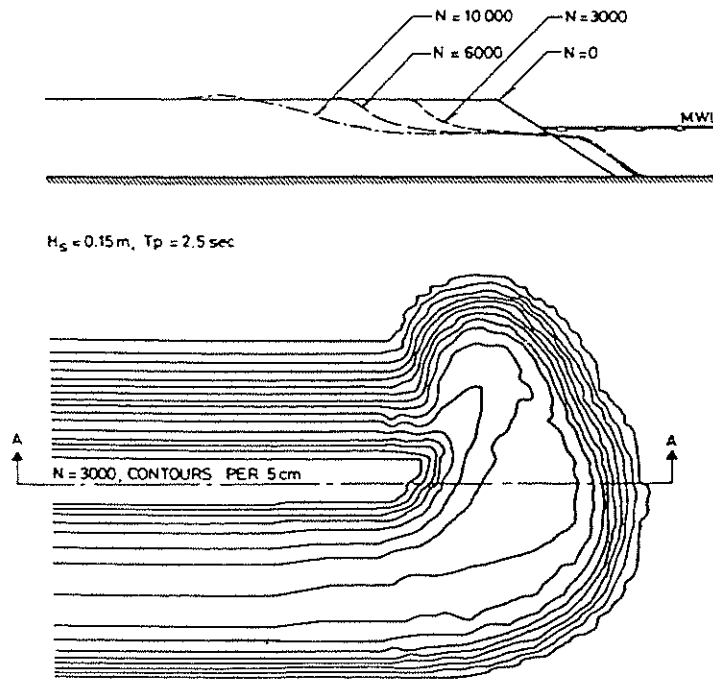 N = 10 000
N = 3000
N = 6000
N = 0
MWL
Hs = 0.15 m, Tp = 2.5 sec
A
A
N = 3000, CONTOURS PER 5 cm